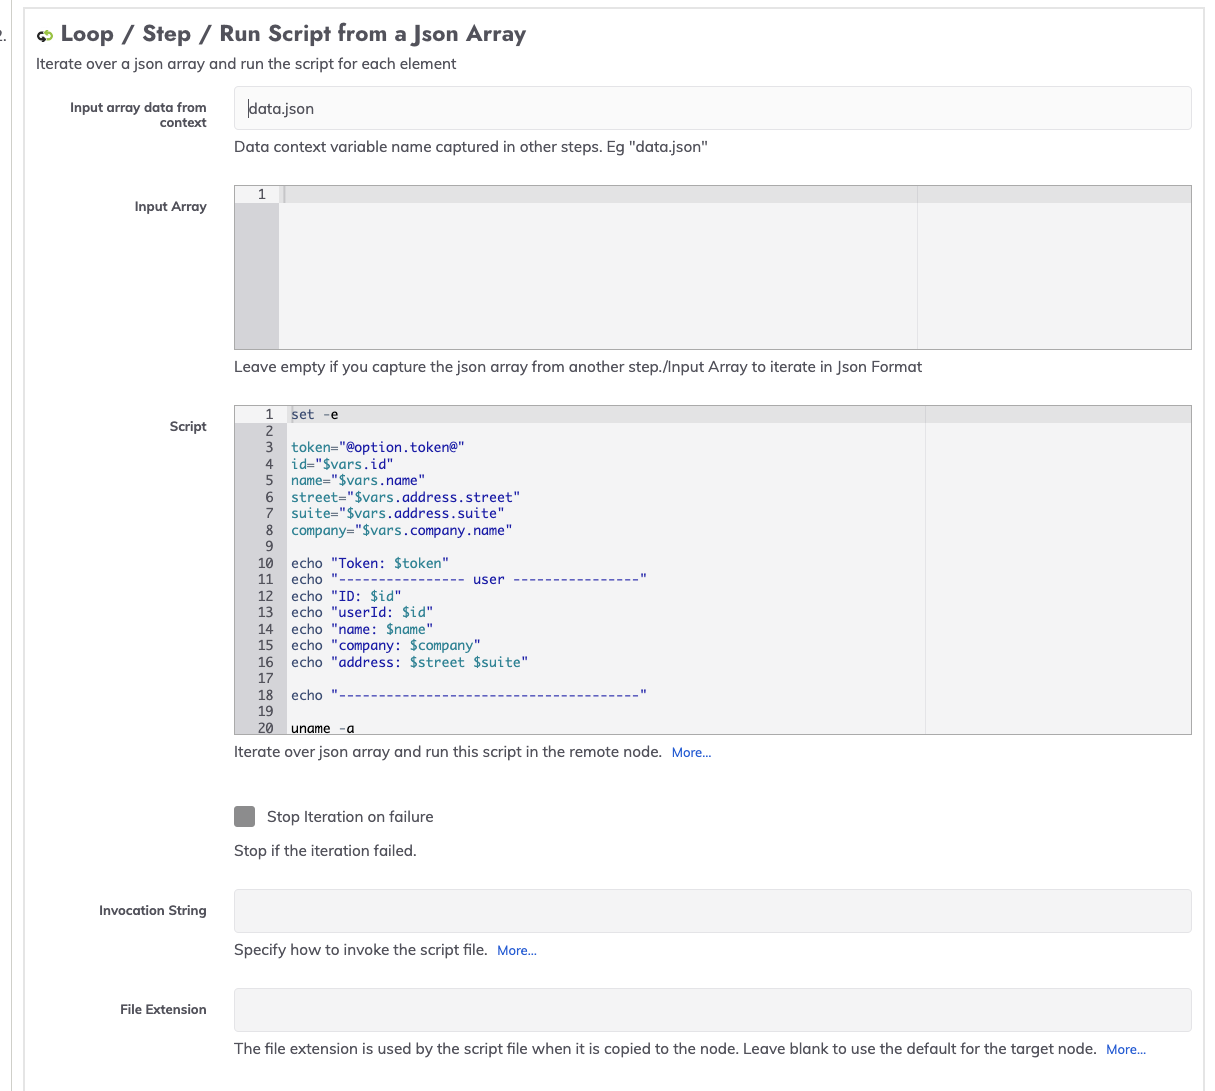 2.
Loop / Step / Run Script from a Json Array
Iterate over a json array and run the script for each element
Input array data from
context
data.json
Data context variable name captured in other steps. Eg "data.json"
Input Array
1
Leave empty if you capture the json array from another step./Input Array to iterate in Json Format
Script
1 set -e
2
3 token="@option.token@"
4 id="$vars.id"
5 name="$vars.name"
6 street="$vars.address.street"
7 suite="$vars.address.suite"
8 company="$vars.company.name"
9
10 echo "Token: $token"
11 echo "---------------- user ----------------"
12 echo "ID: $id"
13 echo "userId: $id"
14 echo "name: $name"
15 echo "company: $company"
16 echo "address: $street $suite"
17
18 echo "--------------------------------------"
19
20 uname -a
Iterate over json array and run this script in the remote node. More...
Stop Iteration on failure
Stop if the iteration failed.
Invocation String
Specify how to invoke the script file. More...
File Extension
The file extension is used by the script file when it is copied to the node. Leave blank to use the default for the target node. More...